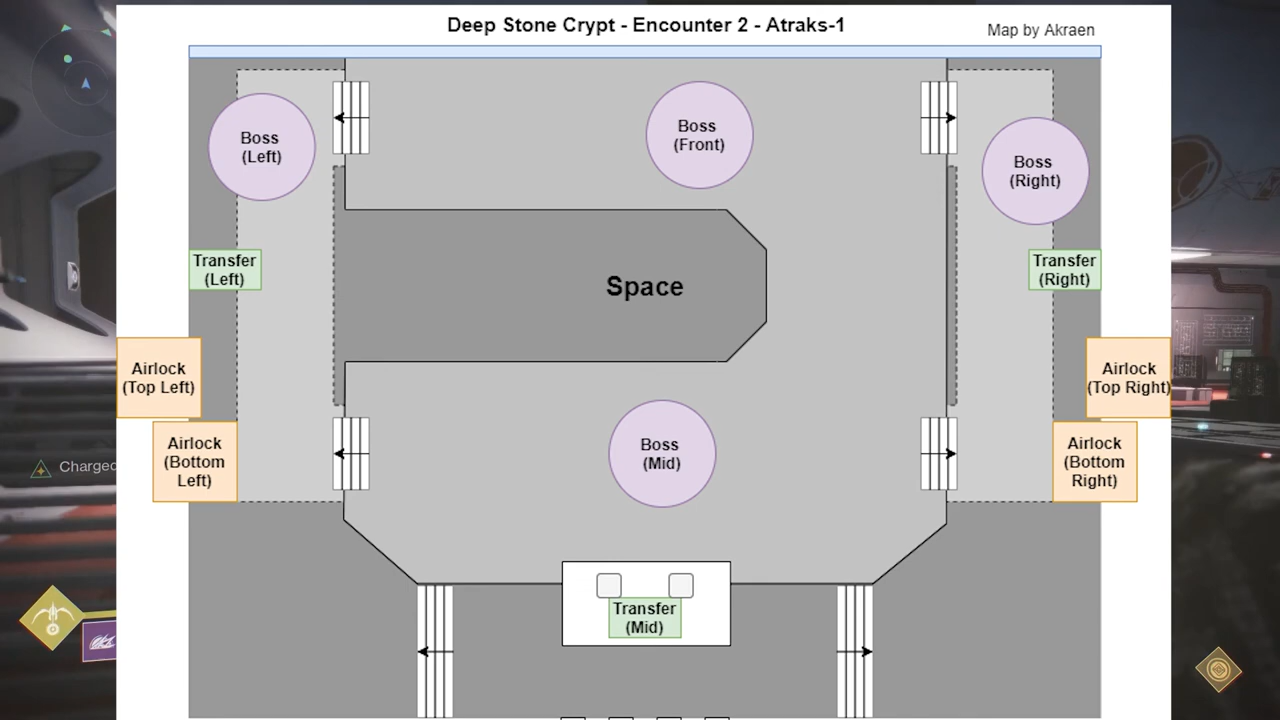 Deep Stone Crypt - Encounter 2 - Atraks-1
Map by Akraen
Boss
(Left)
Boss
(Front)
Boss
(Right)
Transfer
(Left)
Space
Transfer
(Right)
Airlock
(Top Left)
Airlock
(Top Right)
Airlock
(Bottom
Left)
Boss
(Mid)
Airlock
(Bottom
Right)
Charged
Transfer
(Mid)